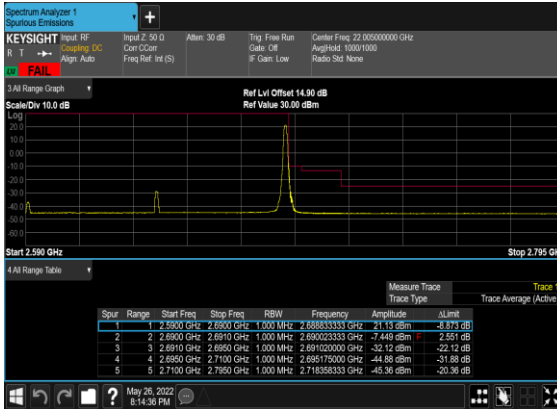 Spectrum Analyzer 1
Spurious Emissions
+
KEYSIGHT Input: RF Input Z: 50 Ω Atten: 30 dB Trig: Free Run Center Freq: 22.005000000 GHz
R T Coupling: DC Corr CCorr Gate: Off Avg|Hold: 1000/1000
Align: Auto Freq Ref: Int (S) IF Gain: Low Radio Std: None
FAIL
3 All Range Graph
Ref Lvl Offset 14.90 dB
Scale/Div 10.0 dB Ref Value 30.00 dBm
Log
20.0
10.0
0.00
-10.0
-20.0
-30.0
-40.0
-50.0
-60.0
Start 2.590 GHz Stop 2.795 GH
4 All Range Table
Measure Trace Trace 1
Trace Type Trace Average (Active
Spur Range Start Freq Stop Freq RBW Frequency Amplitude ΔLimit
1 1 2.5900 GHz 2.6900 GHz 1.000 MHz 2.688833333 GHz 21.13 dBm -8.873 dB
2 2 2.6900 GHz 2.6910 GHz 1.000 MHz 2.690023333 GHz -7.449 dBm F 2.551 dB
3 3 2.6910 GHz 2.6950 GHz 1.000 MHz 2.691020000 GHz -32.12 dBm -22.12 dB
4 4 2.6950 GHz 2.7100 GHz 1.000 MHz 2.695175000 GHz -44.88 dBm -31.88 dB
5 5 2.7100 GHz 2.7950 GHz 1.000 MHz 2.718358333 GHz -45.36 dBm -20.36 dB
? May 26, 2022
8:14:36 PM